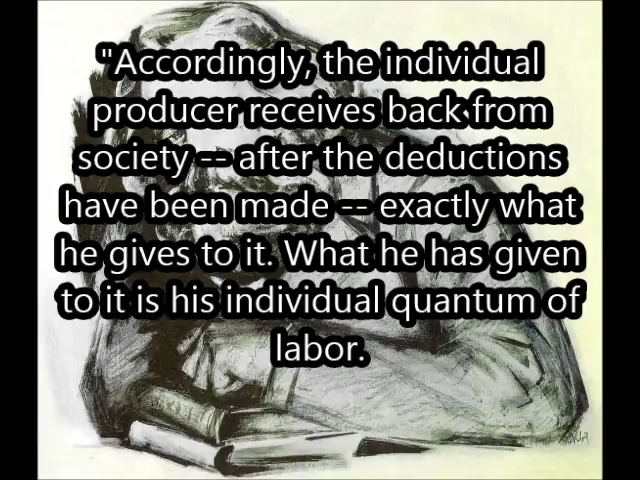 "Accordingly, the individual
producer receives back from
society -- after the deductions
have been made -- exactly what
he gives to it. What he has given
to it is his individual quantum of
labor.